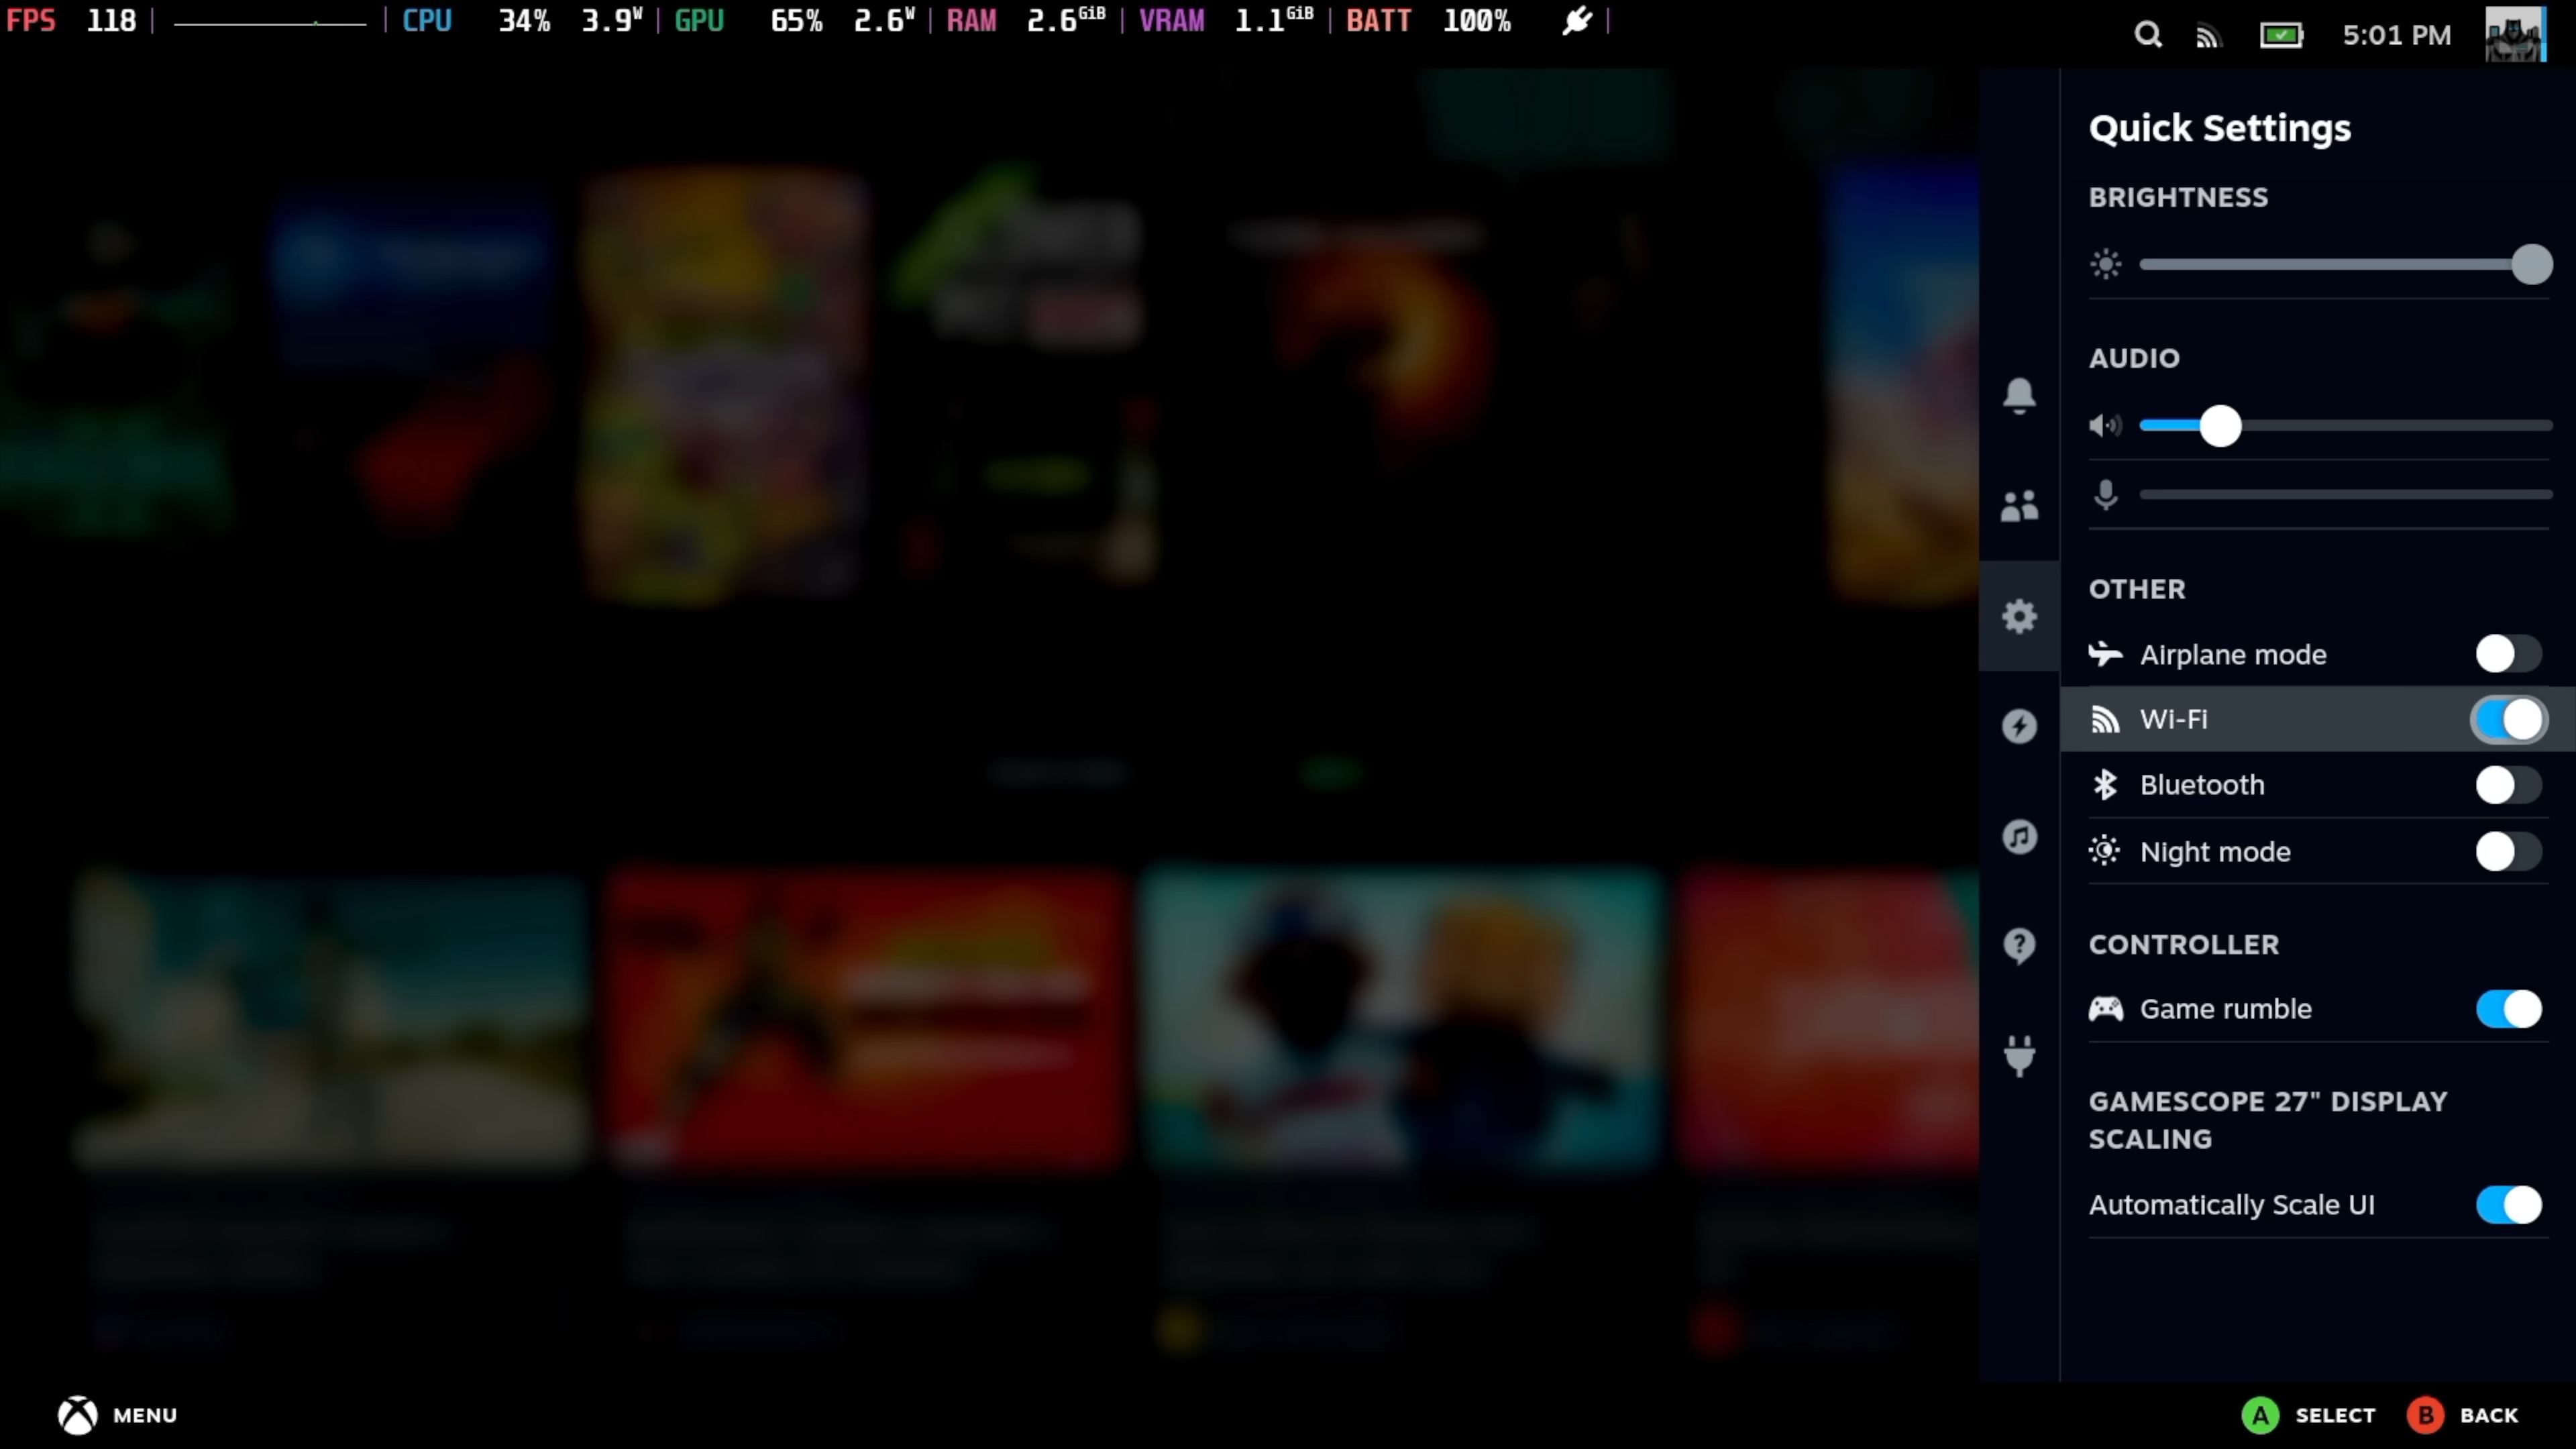 FPS 118 CPU 34% 3.9W GPU 65% 2.6W RAM 2.6GiB VRAM 1.1GiB BATT 100%
5:01 PM
Quick Settings
BRIGHTNESS
AUDIO
OTHER
Airplane mode
Wi-Fi
Bluetooth
Night mode
CONTROLLER
Game rumble
GAMESCOPE 27" DISPLAY
SCALING
Automatically Scale UI
MENU
A SELECT B BACK